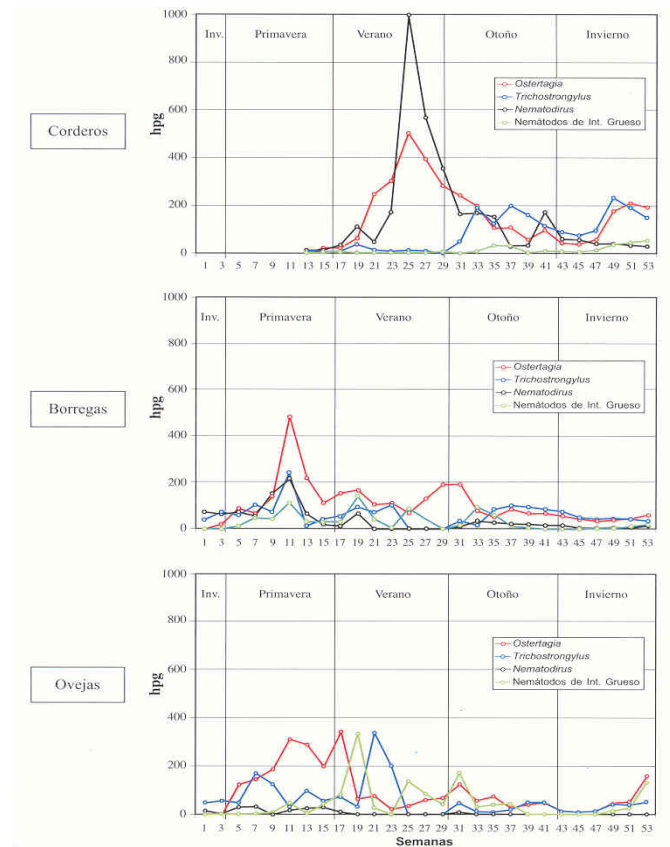 1000
Inv. Primavera Verano Otoño Invierno
800
Ostertagia
Trichostrongylus
Nematodirus
Nemátodos de Int. Grueso
600
hpg
Corderos
400
200
0
1 3 5 7 9 11 13 15 17 19 21 23 25 27 29 31 33 35 37 39 41 43 45 47 49 51 53
1000
Inv. Primavera Verano Otoño Invierno
800
Ostertagia
Trichostrongylus
Nematodirus
Nemátodos de Int. Grueso
600
hpg
Borregas
400
200
0
1 3 5 7 9 11 13 15 17 19 21 23 25 27 29 31 33 35 37 39 41 43 45 47 49 51 53
1000
Inv. Primavera Verano Otoño Invierno
800
Ostertagia
Trichostrongylus
Nematodirus
Nemátodos de Int. Grueso
600
hpg
Ovejas
400
200
0
1 3 5 7 9 11 13 15 17 19 21 23 25 27 29 31 33 35 37 39 41 43 45 47 49 51 53
Semanas